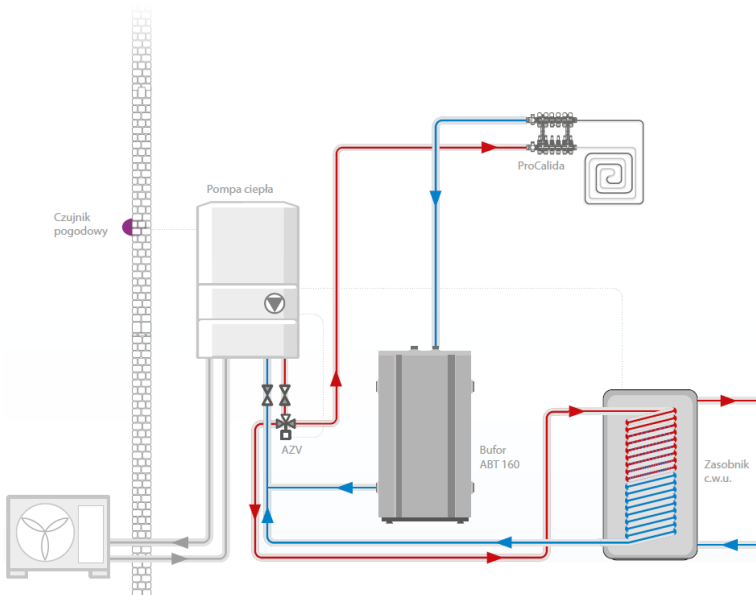 ProCalida
Pompa ciepła
Czujnik
pogodowy
AZV
Bufor
ABT 160
Zasobnik
c.w.u.